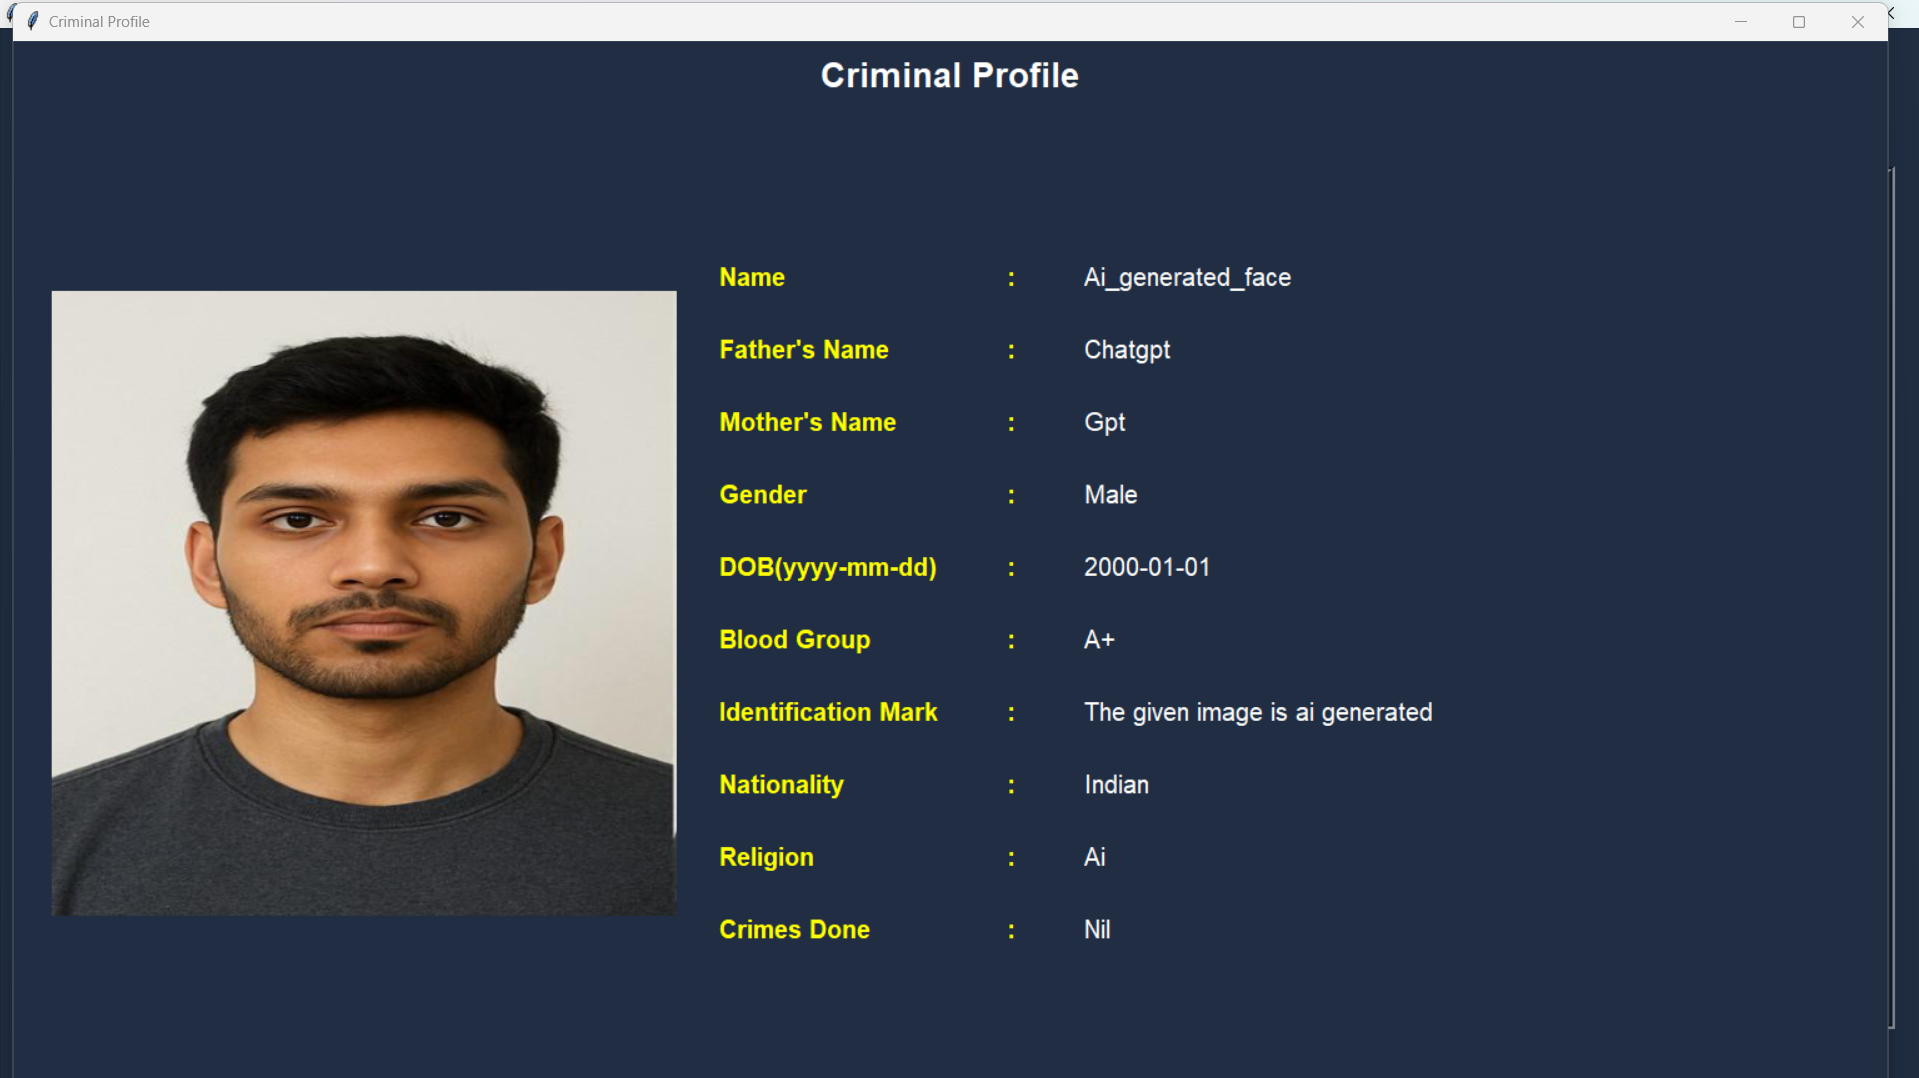 Criminal Profile
Criminal Profile
Name : Ai_generated_face
Father's Name : Chatgpt
Mother's Name : Gpt
Gender : Male
DOB(yyyy-mm-dd) : 2000-01-01
Blood Group : A+
Identification Mark : The given image is ai generated
Nationality : Indian
Religion : Ai
Crimes Done : Nil